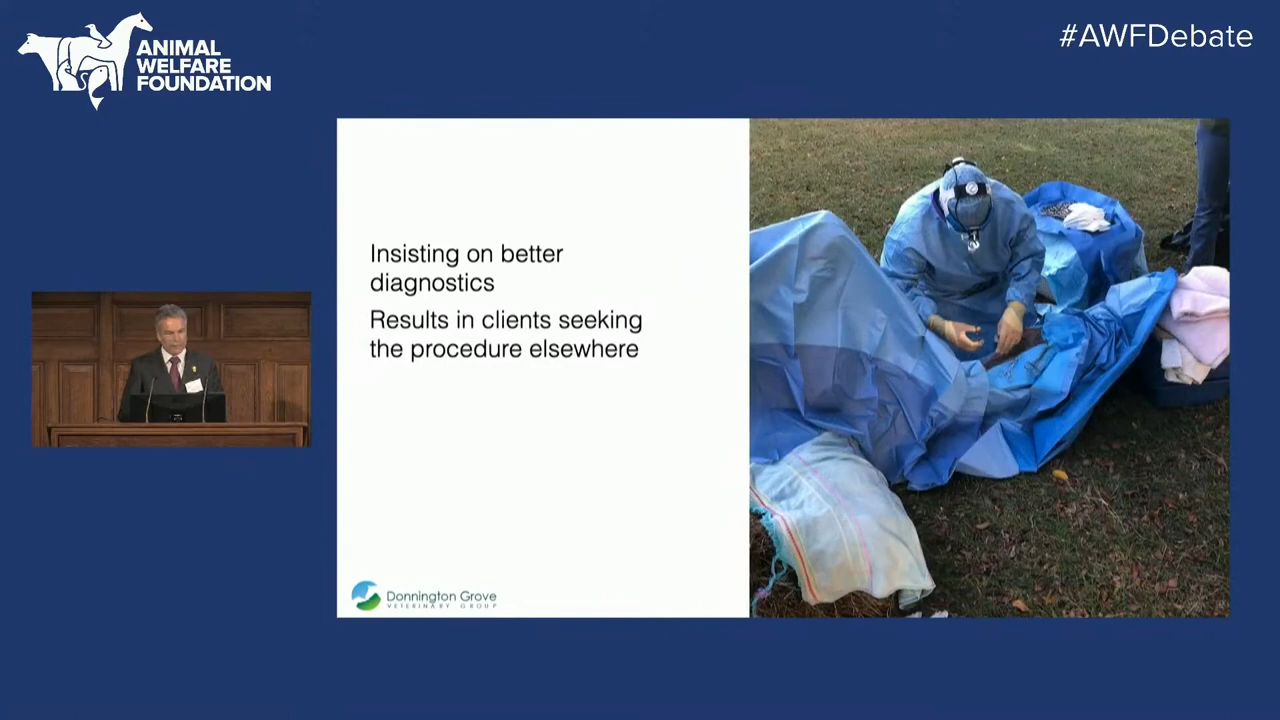 ANIMAL
WELFARE
FOUNDATION
#AWFDebate
Insisting on better
diagnostics
Results in clients seeking
the procedure elsewhere
Donnington Grove
VETERINARY GROUP